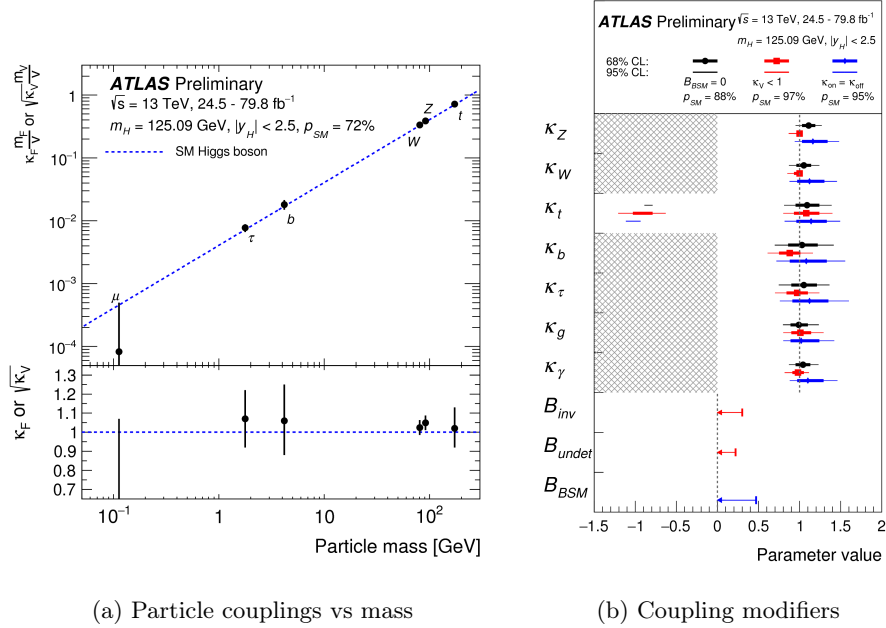 ATLAS Preliminary
√s = 13 TeV, 24.5 - 79.8 fb⁻¹
m_H = 125.09 GeV, |y_H| < 2.5, p_SM = 72%
SM Higgs boson
κ_F m_F/v or √κ_V m_V/v
1
10⁻¹
10⁻²
10⁻³
10⁻⁴
μ
τ
b
W
Z
t
κ_F or √κ_V
1.3
1.2
1.1
1
0.9
0.8
0.7
10⁻¹ 1 10 10²
Particle mass [GeV]
(a) Particle couplings vs mass
ATLAS Preliminary √s = 13 TeV, 24.5 - 79.8 fb⁻¹
m_H = 125.09 GeV, |y_H| < 2.5
68% CL:
95% CL:
B_BSM = 0 κ_V < 1 κ_on = κ_off
p_SM = 88% p_SM = 97% p_SM = 95%
κ_Z
κ_W
κ_t
κ_b
κ_τ
κ_g
κ_γ
B_inv
B_undet
B_BSM
−1.5 −1 −0.5 0 0.5 1 1.5 2
Parameter value
(b) Coupling modifiers